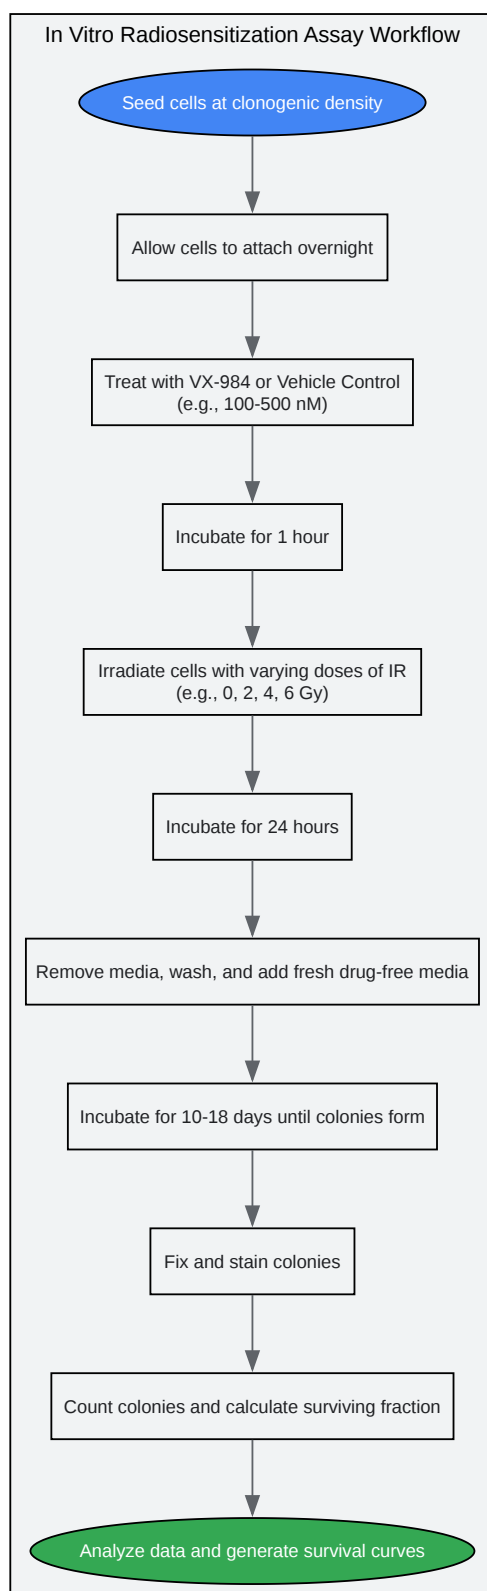 In Vitro Radiosensitization Assay Workflow
Seed cells at clonogenic density
Allow cells to attach overnight
Treat with VX-984 or Vehicle Control
(e.g., 100-500 nM)
Incubate for 1 hour
Irradiate cells with varying doses of IR
(e.g., 0, 2, 4, 6 Gy)
Incubate for 24 hours
Remove media, wash, and add fresh drug-free media
Incubate for 10-18 days until colonies form
Fix and stain colonies
Count colonies and calculate surviving fraction
Analyze data and generate survival curves